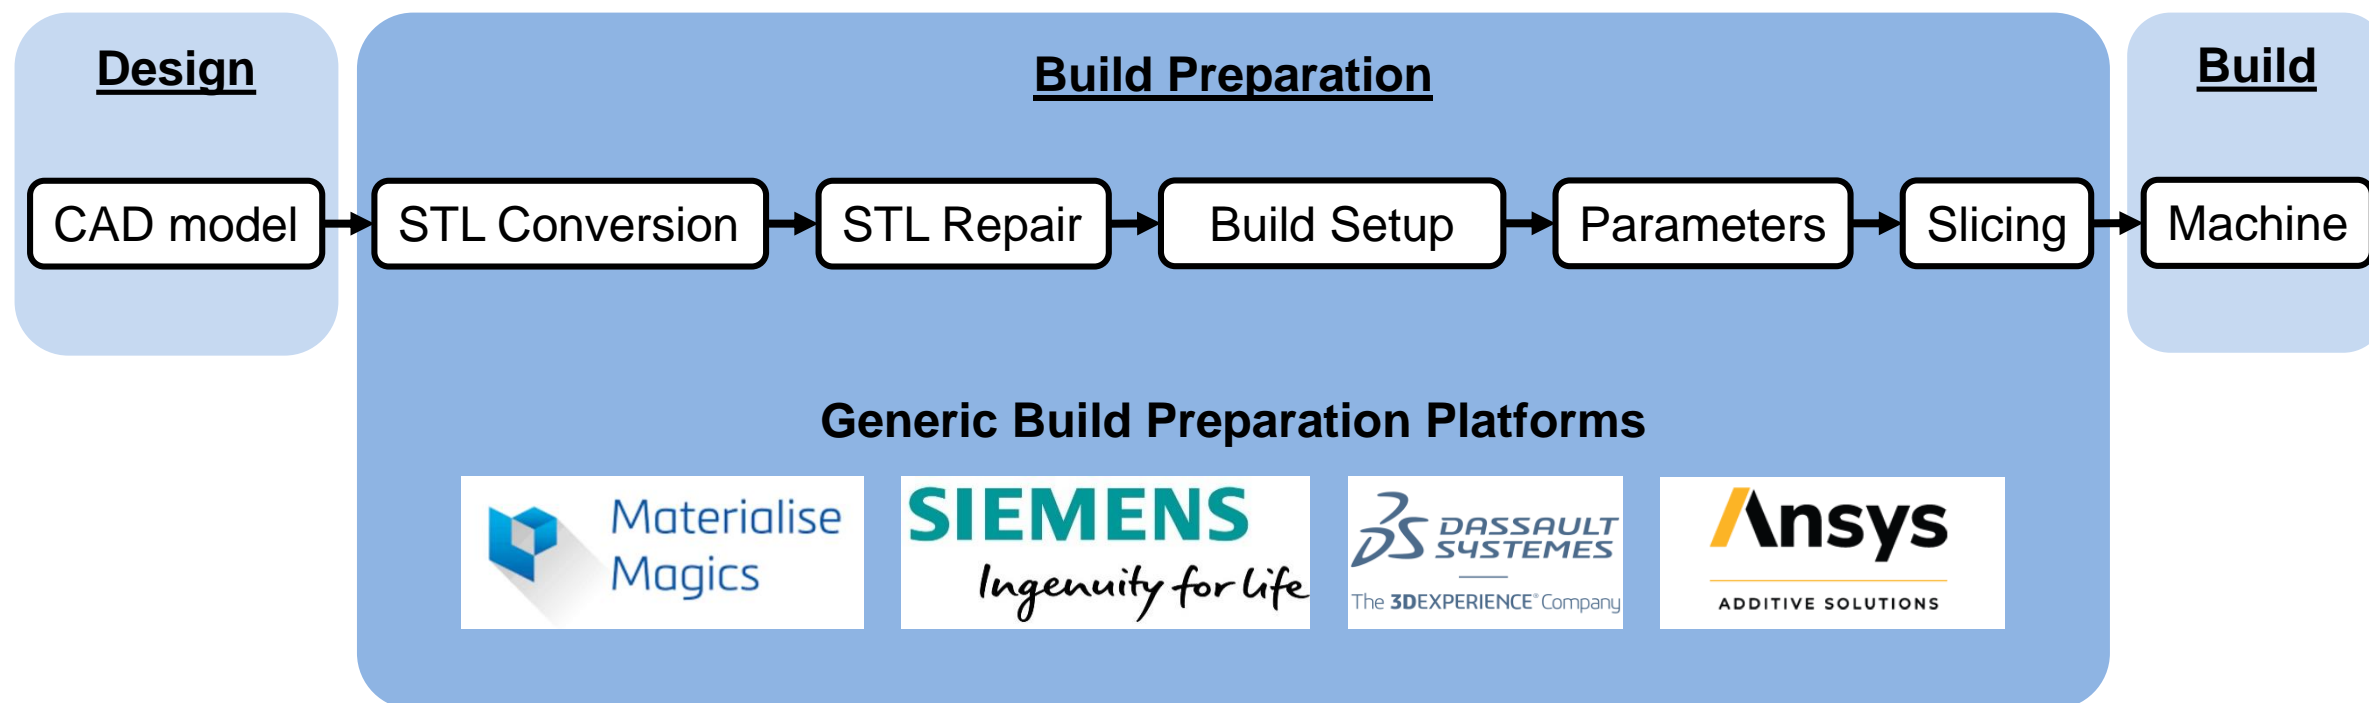 Design
Build Preparation
Build
CAD model
STL Conversion
STL Repair
Build Setup
Parameters
Slicing
Machine
Generic Build Preparation Platforms
Materialise
Magics
SIEMENS
Ingenuity for life
DASSAULT
SYSTEMES
The 3DEXPERIENCE® Company
Ansys
ADDITIVE SOLUTIONS